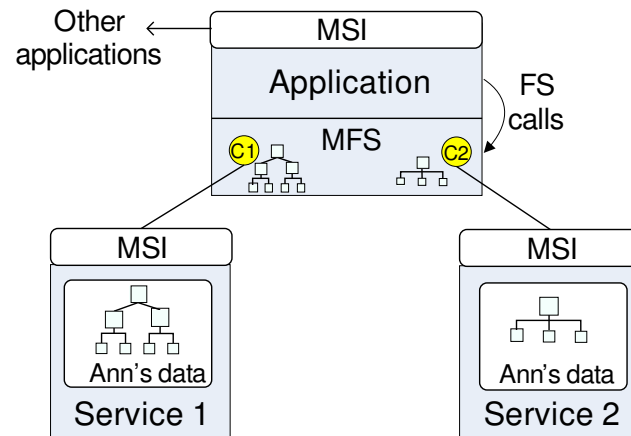 Other
applications
MSI
Application
FS
calls
MFS
C1
C2
MSI
MSI
Ann's data
Ann's data
Service 1
Service 2